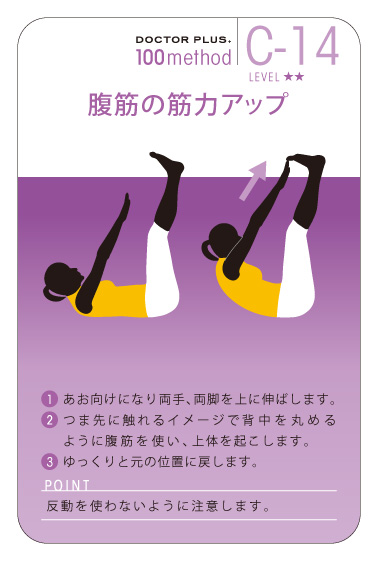 DOCTOR PLUS.
100method
C-14
LEVEL ★★
腹筋の筋力アップ
1 あお向けになり両手、両脚を上に伸ばします。
2 つま先に触れるイメージで背中を丸める
ように腹筋を使い、上体を起こします。
3 ゆっくりと元の位置に戻します。
POINT
反動を使わないように注意します。